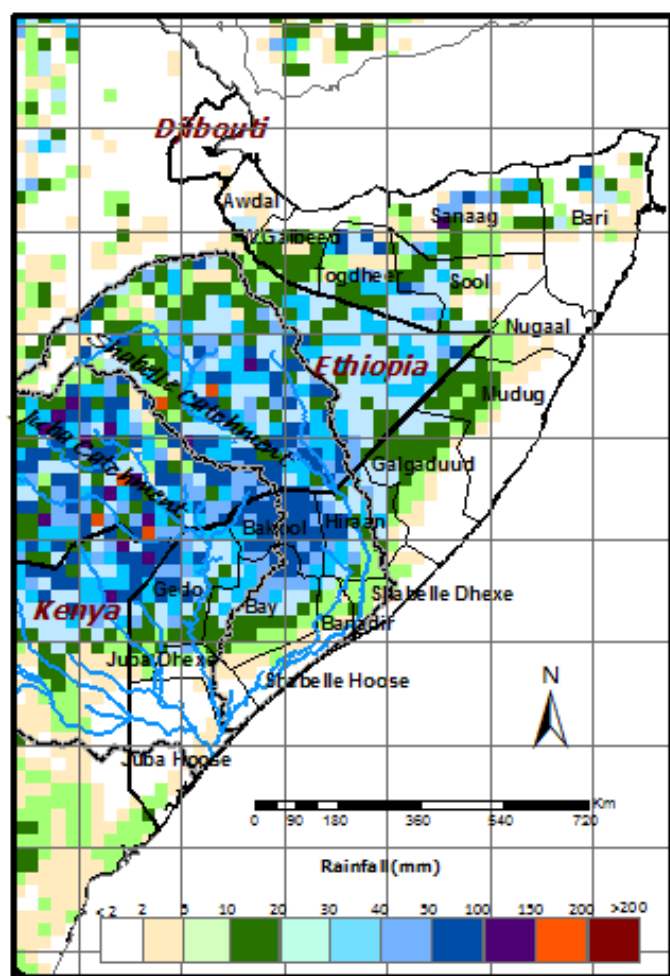 Djibouti
Awdal
Sanaag
Bari
Togdheer
Sool
Nugaal
Ethiopia
Mudug
Shabelle Catchment
Juba Catchment
Galgaduud
Bakool
Hiraan
Gedo
Bay
Shabelle Dhexe
Kenya
Banadir
Juba Dhexe
Shabelle Hoose
N
Juba Hoose
Km
0 90 180 360 540 720
Rainfall(mm)
<2 2 5 10 20 30 40 50 100 150 200 >200